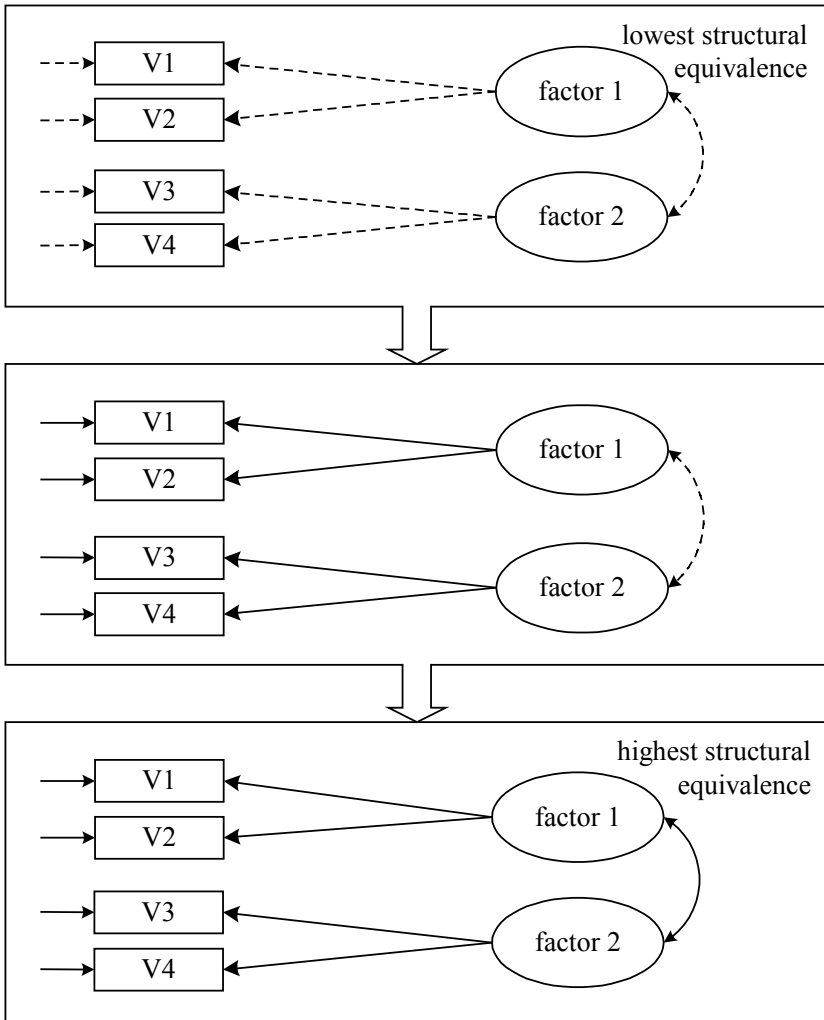 lowest structural
equivalence
V1
factor 1
V2
V3
factor 2
V4
V1
factor 1
V2
V3
factor 2
V4
highest structural
equivalence
V1
factor 1
V2
V3
factor 2
V4